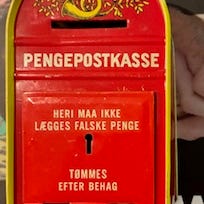 PENGEPOSTKASSE
HERI MAA IKKE
LÆGGES FALSKE PENGE
TØMMES
EFTER BEHAG